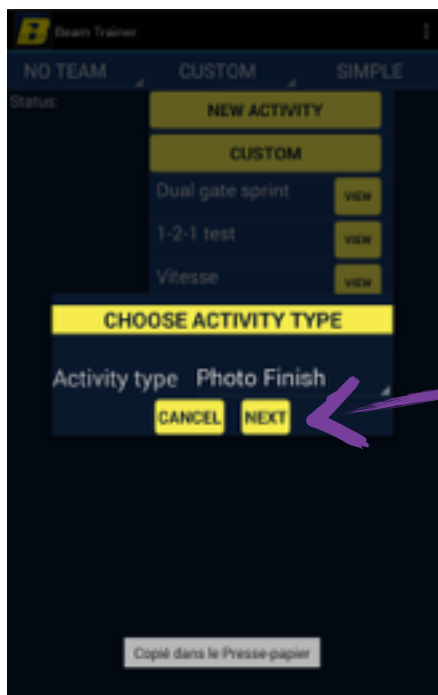 Beam Trainer
NO TEAM CUSTOM SIMPLE
Status:
NEW ACTIVITY
CUSTOM
Dual gate sprint VIEW
1-2-1 test VIEW
Vitesse VIEW
CHOOSE ACTIVITY TYPE
Activity type Photo Finish
CANCEL NEXT
Copié dans le Presse-papier